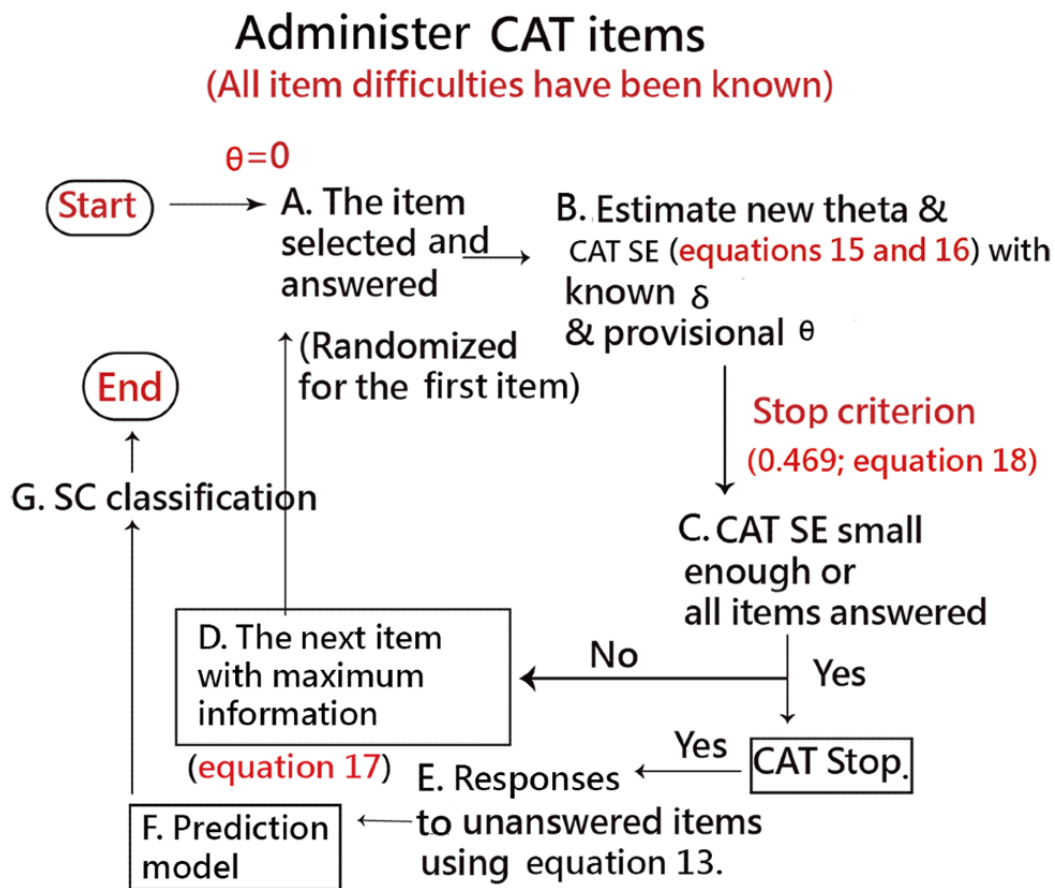 Administer CAT items
(All item difficulties have been known)
θ=0
Start
A. The item
selected and
answered
(Randomized
for the first item)
B. Estimate new theta &
CAT SE (equations 15 and 16) with
known δ
& provisional θ
Stop criterion
(0.469; equation 18)
C. CAT SE small
enough or
all items answered
No
Yes
D. The next item
with maximum
information
(equation 17)
CAT Stop.
Yes
E. Responses
to unanswered items
using equation 13.
F. Prediction
model
G. SC classification
End